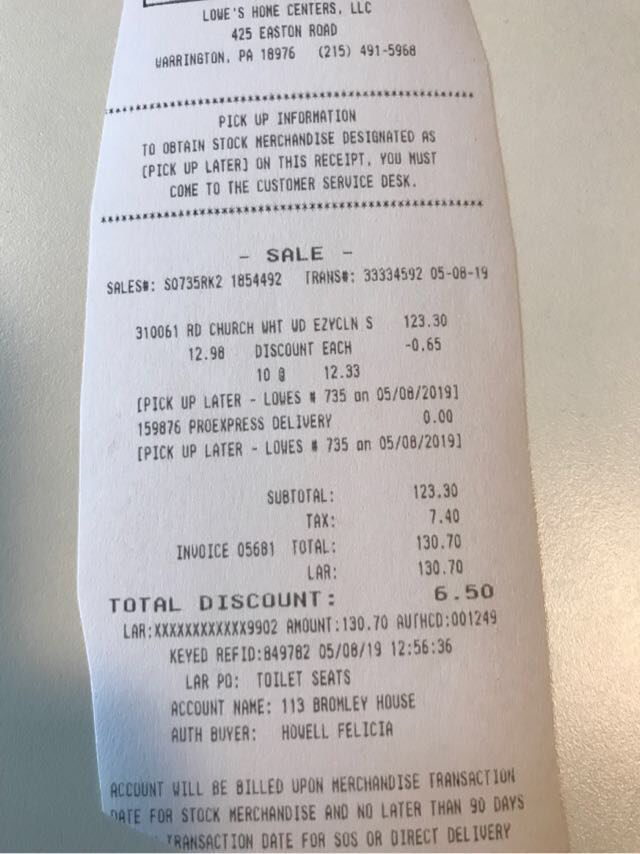 LOWE'S HOME CENTERS, LLC
425 EASTON ROAD
WARRINGTON, PA 18976 (215) 491-5968
******************************************************
PICK UP INFORMATION
TO OBTAIN STOCK MERCHANDISE DESIGNATED AS
[PICK UP LATER] ON THIS RECEIPT, YOU MUST
COME TO THE CUSTOMER SERVICE DESK.
******************************************************
- SALE -
SALES#: SO735RK2 1854492 TRANS#: 33334592 05-08-19
310061 RD CHURCH WHT WD EZYCLN S 123.30
12.98 DISCOUNT EACH -0.65
10 @ 12.33
[PICK UP LATER - LOWES # 735 on 05/08/2019]
159876 PROEXPRESS DELIVERY 0.00
[PICK UP LATER - LOWES # 735 on 05/08/2019]
SUBTOTAL: 123.30
TAX: 7.40
INVOICE 05681 TOTAL: 130.70
LAR: 130.70
TOTAL DISCOUNT: 6.50
LAR:XXXXXXXXXXXX9902 AMOUNT:130.70 AUTHCD:001249
KEYED REFID:849782 05/08/19 12:56:36
LAR PO: TOILET SEATS
ACCOUNT NAME: 113 BROMLEY HOUSE
AUTH BUYER: HOWELL FELICIA
ACCOUNT WILL BE BILLED UPON MERCHANDISE TRANSACTION
DATE FOR STOCK MERCHANDISE AND NO LATER THAN 90 DAYS
TRANSACTION DATE FOR SOS OR DIRECT DELIVERY